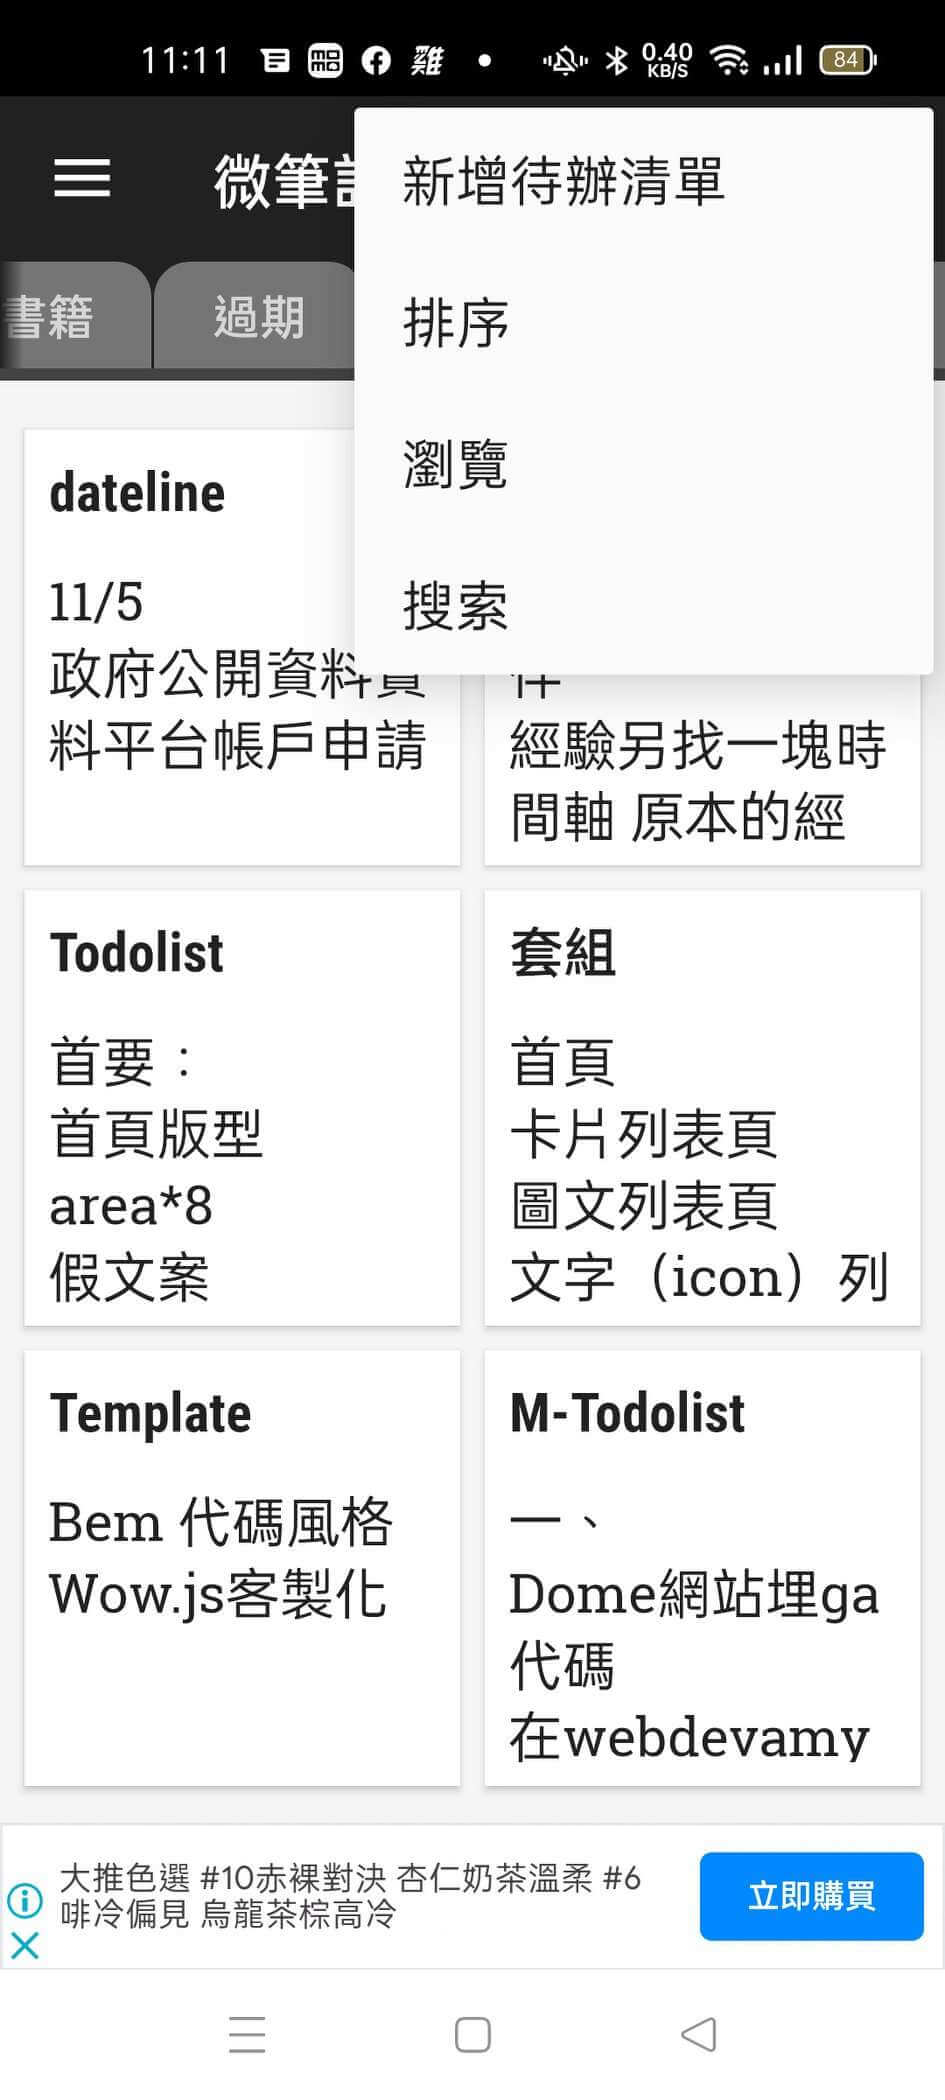 11:11
雞
0.40
KB/S
84
微筆
新增待辦清單
排序
瀏覽
搜索
書籍
過期
dateline
11/5
政府公開資料資
料平台帳戶申請
件
經驗另找一塊時
間軸 原本的經
Todolist
首要：
首頁版型
area*8
假文案
套組
首頁
卡片列表頁
圖文列表頁
文字（icon）列
Template
Bem 代碼風格
Wow.js客製化
M-Todolist
一、
Dome網站埋ga
代碼
在webdevamy
大推色選 #10赤裸對決 杏仁奶茶溫柔 #6
啡冷偏見 烏龍茶棕高冷
立即購買